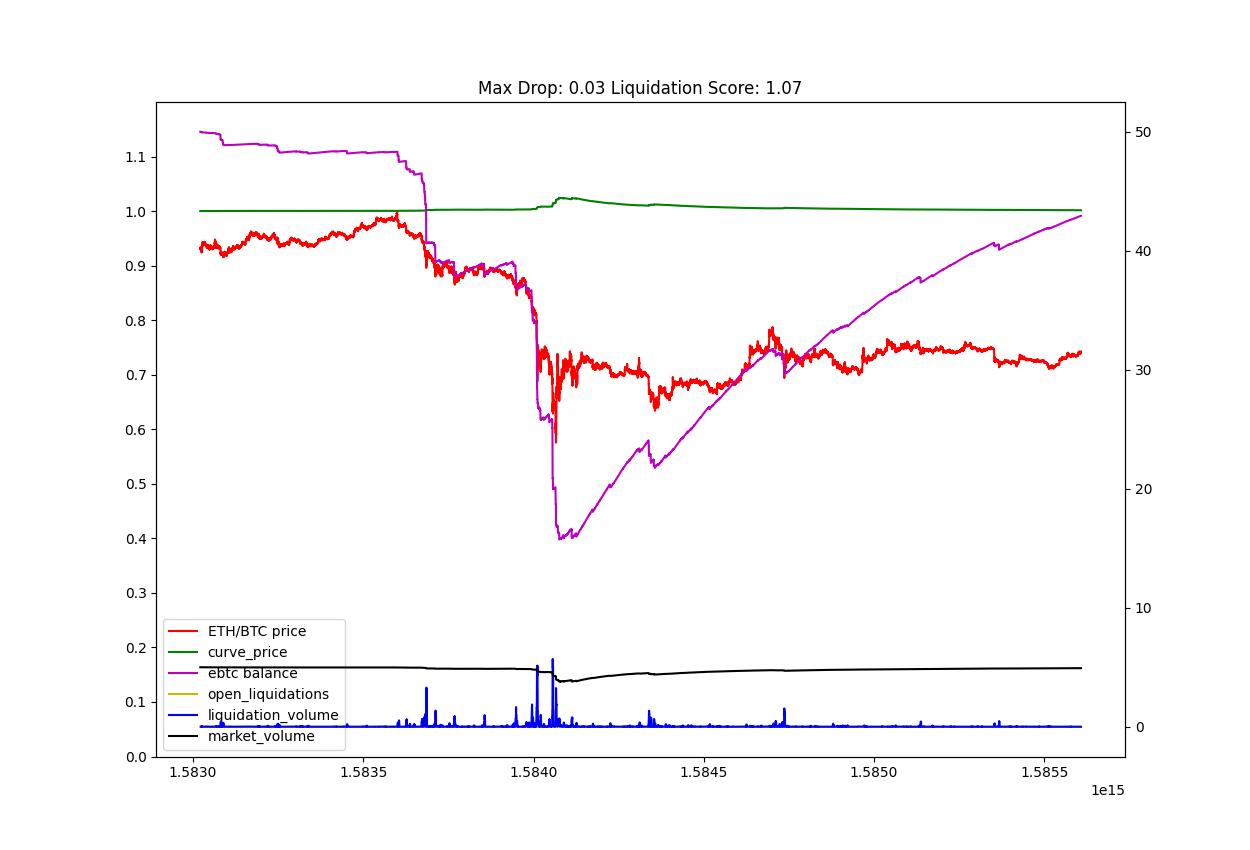 Max Drop: 0.03 Liquidation Score: 1.07
1.1
1.0
0.9
0.8
0.7
0.6
0.5
0.4
0.3
0.2
0.1
0.0
50
40
30
20
10
0
ETH/BTC price
curve_price
ebtc balance
open_liquidations
liquidation_volume
market_volume
1.5830 1.5835 1.5840 1.5845 1.5850 1.5855
1e15